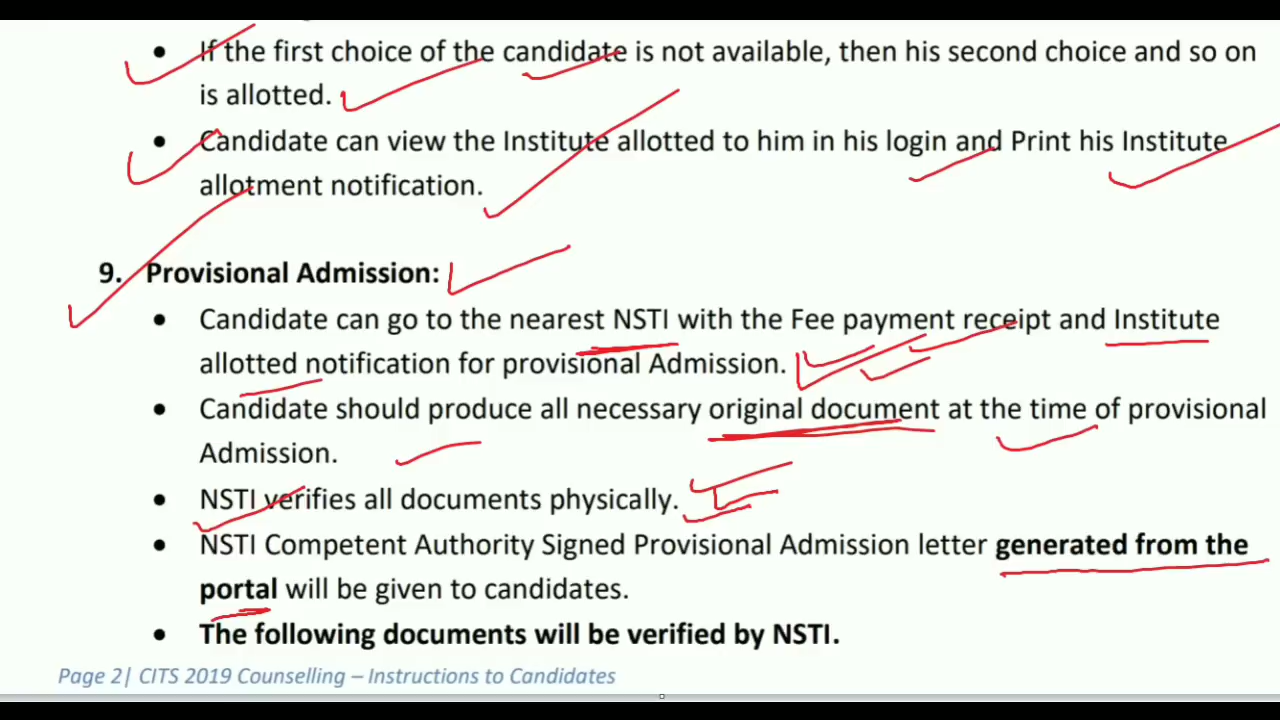 • If the first choice of the candidate is not available, then his second choice and so on
is allotted.
• Candidate can view the Institute allotted to him in his login and Print his Institute
allotment notification.
9. Provisional Admission:
• Candidate can go to the nearest NSTI with the Fee payment receipt and Institute
allotted notification for provisional Admission.
• Candidate should produce all necessary original document at the time of provisional
Admission.
• NSTI verifies all documents physically.
• NSTI Competent Authority Signed Provisional Admission letter generated from the
portal will be given to candidates.
• The following documents will be verified by NSTI.
Page 2| CITS 2019 Counselling – Instructions to Candidates